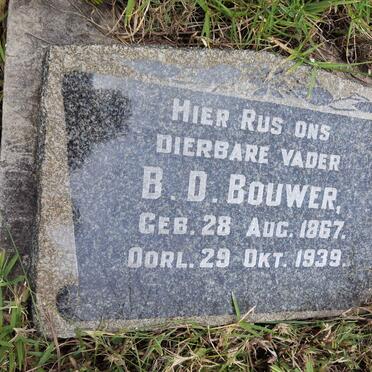 HIER RUS ONS
DIERBARE VADER
B. D. BOUWER,
GEB. 28 AUG. 1867.
OORL. 29 OKT. 1939.